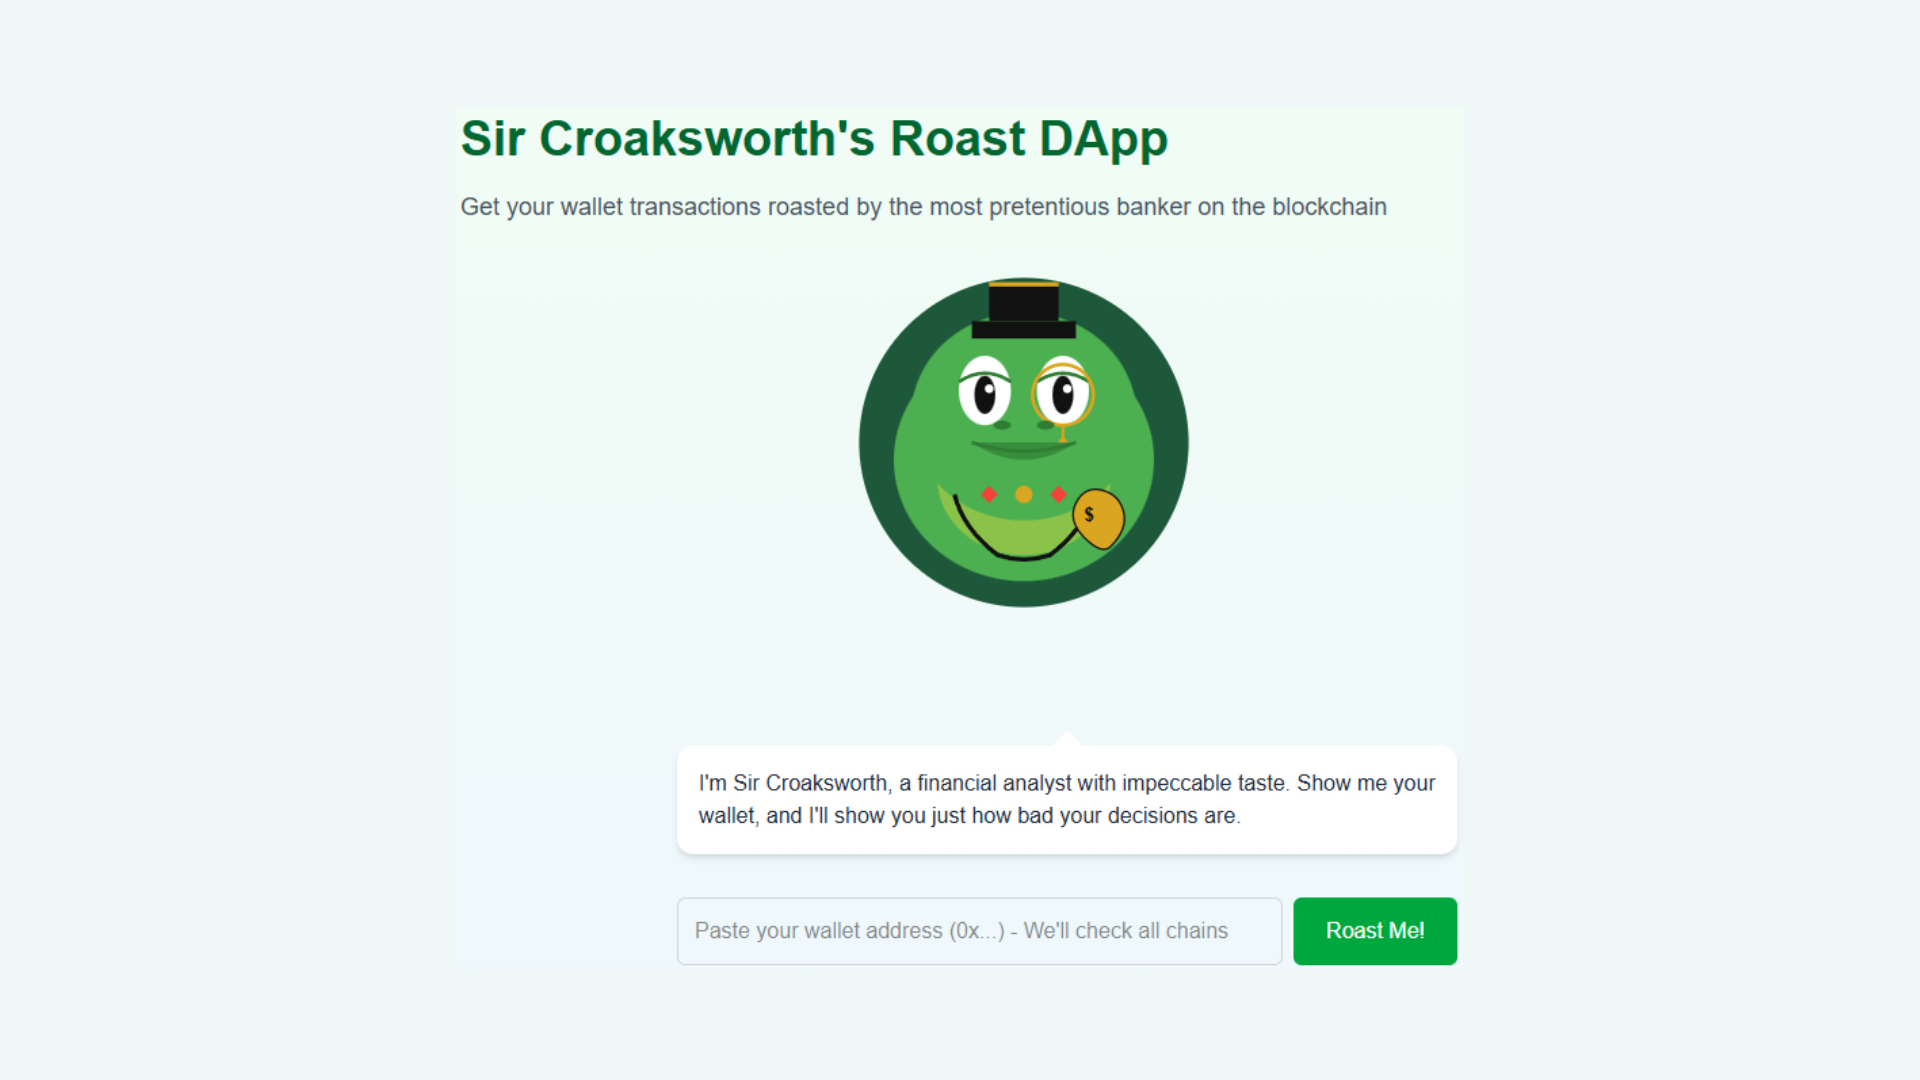 Sir Croaksworth's Roast DApp
Get your wallet transactions roasted by the most pretentious banker on the blockchain
$
I'm Sir Croaksworth, a financial analyst with impeccable taste. Show me your
wallet, and I'll show you just how bad your decisions are.
Paste your wallet address (0x...) - We'll check all chains
Roast Me!